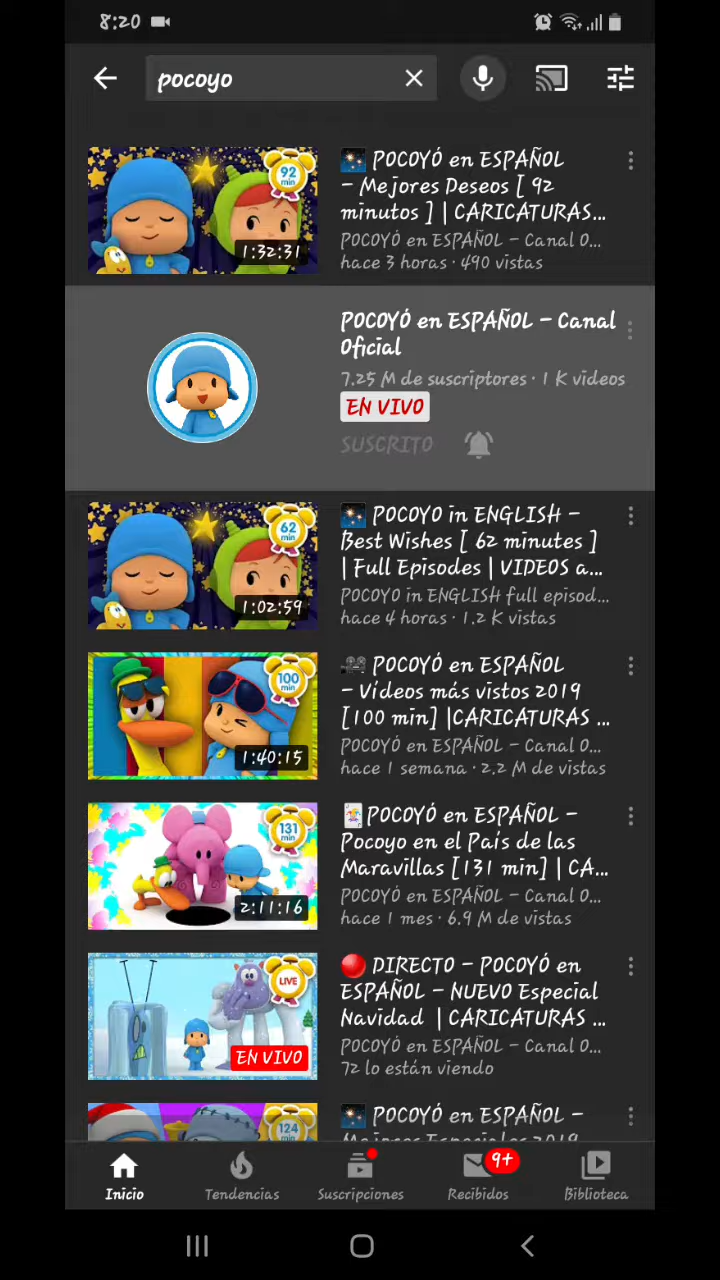 8:20
pocoyo
92
min
1:32:31
POCOYÓ en ESPAÑOL
– Mejores Deseos [ 92
minutos ] | CARICATURAS...
POCOYÓ en ESPAÑOL – Canal O...
hace 3 horas · 490 vistas
POCOYÓ en ESPAÑOL – Canal
Oficial
7.25 M de suscriptores · 1 K videos
EN VIVO
SUSCRITO
62
min
1:02:59
POCOYO in ENGLISH –
Best Wishes [ 62 minutes ]
| Full Episodes | VIDEOS a...
POCOYO in ENGLISH full episod...
hace 4 horas · 1.2 K vistas
100
min
1:40:15
POCOYÓ en ESPAÑOL
– Vídeos más vistos 2019
[100 min] |CARICATURAS ...
POCOYÓ en ESPAÑOL – Canal O...
hace 1 semana · 2.2 M de vistas
131
min
2:11:16
POCOYÓ en ESPAÑOL –
Pocoyo en el País de las
Maravillas [131 min] | CA...
POCOYÓ en ESPAÑOL – Canal O...
hace 1 mes · 6.9 M de vistas
LIVE
EN VIVO
DIRECTO – POCOYÓ en
ESPAÑOL – NUEVO Especial
Navidad | CARICATURAS ...
POCOYÓ en ESPAÑOL – Canal O...
72 lo están viendo
124
min
POCOYÓ en ESPAÑOL –
Mejores Especiales 2019
Inicio
Tendencias
Suscripciones
9+
Recibidos
Biblioteca